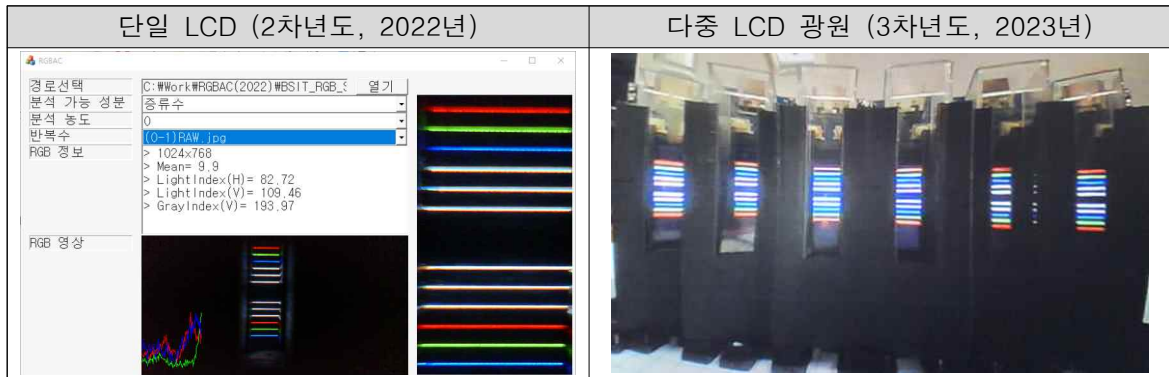 단일 LCD (2차년도, 2022년)
다중 LCD 광원 (3차년도, 2023년)
RGBAC
경로선택
C:₩Work₩RGBAC(2022)₩BSIT_RGB_S
열기
분석 가능 성분
증류수
분석 농도
0
반복수
(0-1)RAW.jpg
RGB 정보
> 1024x768
> Mean= 9.9
> LightIndex(H)= 82.72
> LightIndex(V)= 109.46
> GrayIndex(V)= 193.97
RGB 영상